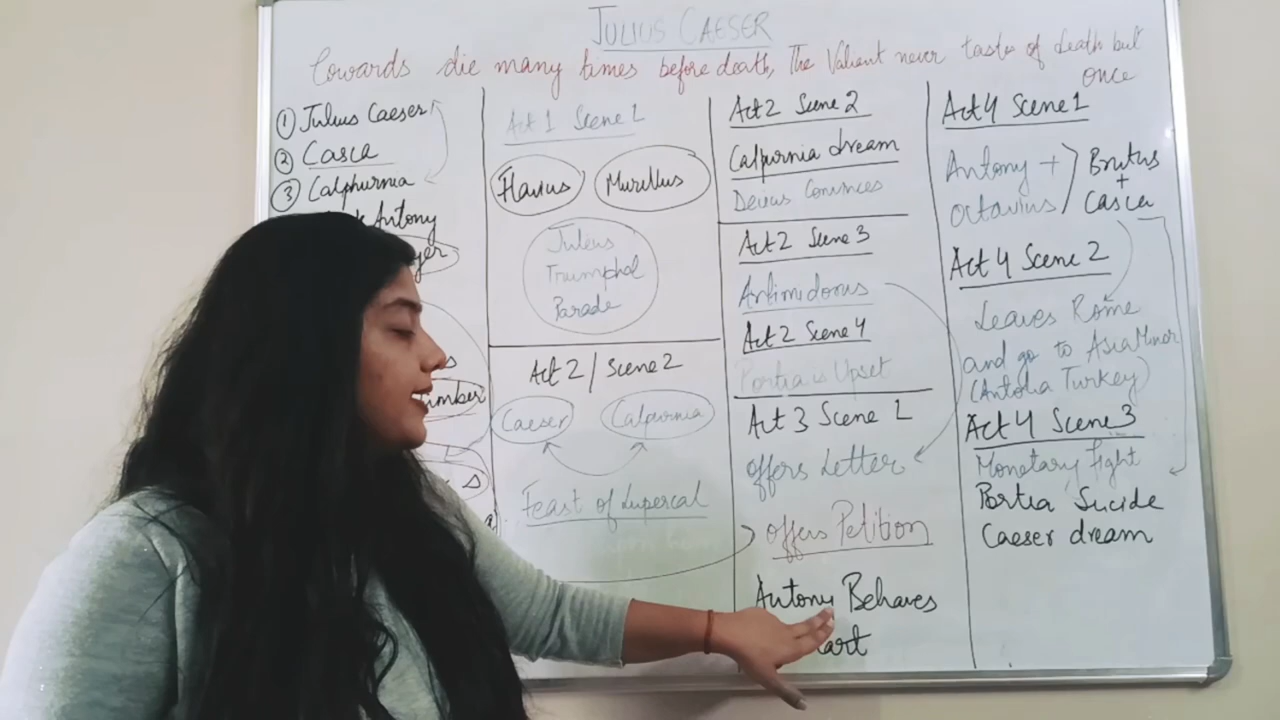 JULIUS CAESER
Cowards die many times before death, The Valient never taste of death but
once
① Julius Caeser
② Casca
③ Calphurnia
Antony
Act 1 Scene 1
Flavius
Murellus
Julius
Triumphal
Parade
Act 2 / Scene 2
Caeser
Calpurnia
Feast of Lupercal
Act 2 Scene 2
Calpurnia dream
Deius Convinces
Act 2 Scene 3
Artimidorus
Act 2 Scene 4
Portia is Upset
Act 3 Scene 1
offers Letter
offers Petition
Antony Behaves
Act 4 Scene 1
Antony + Brutus
+
Octavius Casca
Act 4 Scene 2
Leaves Rome
and go to Asia Minor
(Antolia Turkey)
Act 4 Scene 3
Monetary Fight
Portia Sucide
Caeser dream